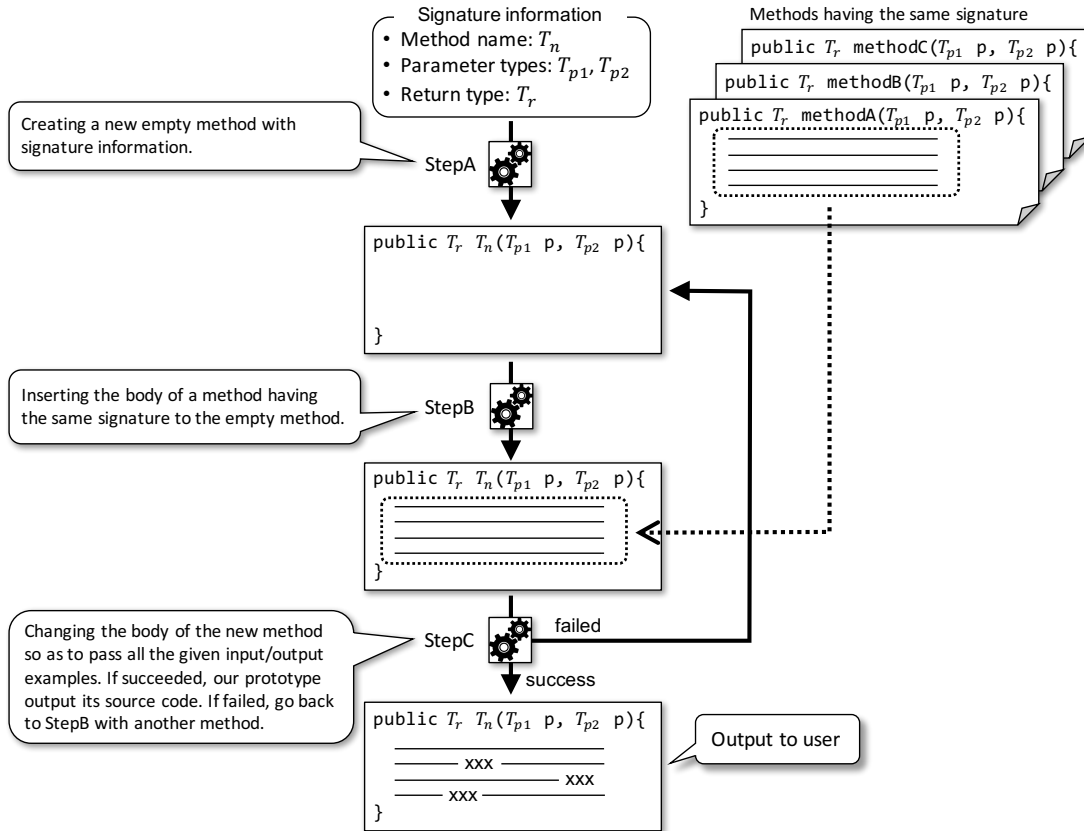 Signature information
• Method name: Tn
• Parameter types: Tp1, Tp2
• Return type: Tr
Methods having the same signature
public Tr methodC(Tp1 p, Tp2 p){
public Tr methodB(Tp1 p, Tp2 p){
public Tr methodA(Tp1 p, Tp2 p){
}
Creating a new empty method with
signature information.
StepA
public Tr Tn(Tp1 p, Tp2 p){
}
Inserting the body of a method having
the same signature to the empty method.
StepB
public Tr Tn(Tp1 p, Tp2 p){
}
Changing the body of the new method
so as to pass all the given input/output
examples. If succeeded, our prototype
output its source code. If failed, go back
to StepB with another method.
StepC
failed
success
public Tr Tn(Tp1 p, Tp2 p){
xxx
xxx
xxx
}
Output to user